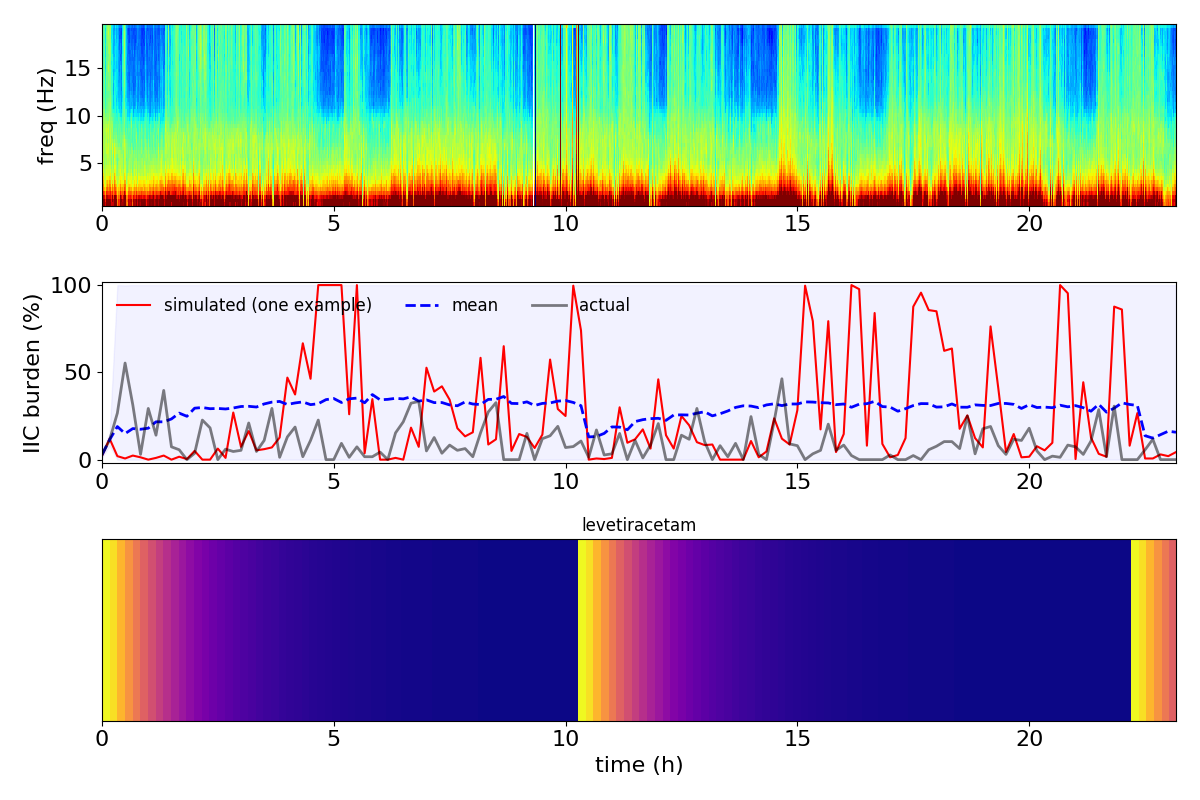 freq (Hz)
15
10
5
0 5 10 15 20
IIC burden (%)
100
50
0
simulated (one example) mean actual
0 5 10 15 20
levetiracetam
0 5 10 15 20
time (h)